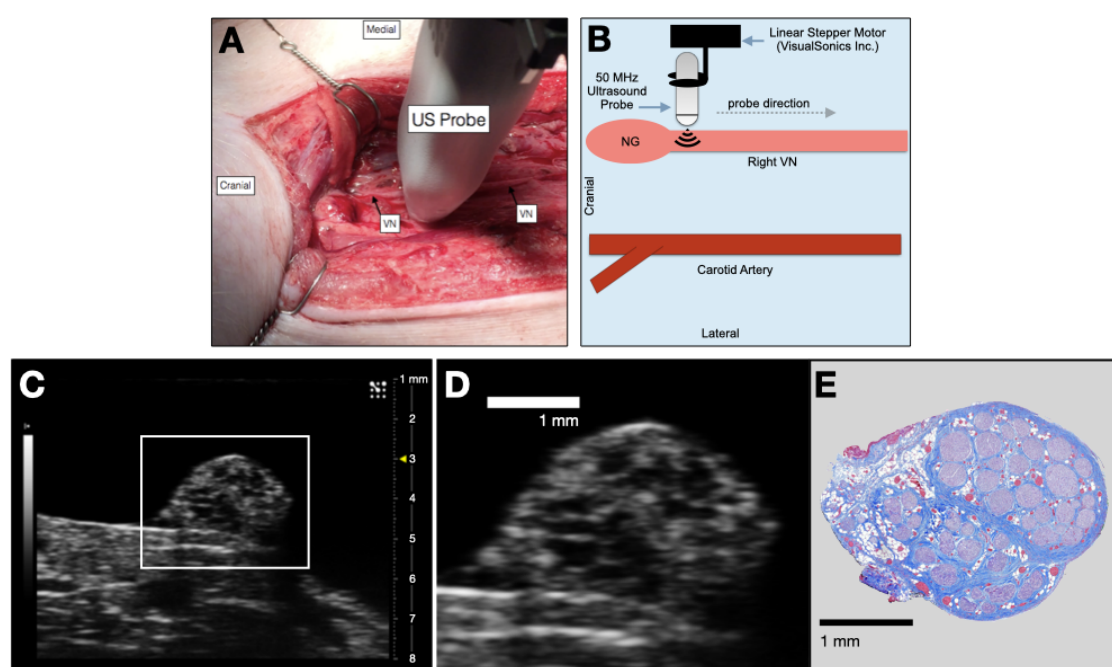 A
Medial
US Probe
Cranial
VN
VN
B
Linear Stepper Motor
(VisualSonics Inc.)
50 MHz
Ultrasound
Probe
probe direction
NG
Right VN
Cranial
Carotid Artery
Lateral
C
1 mm
2
3
4
5
6
7
8
D
1 mm
E
1 mm